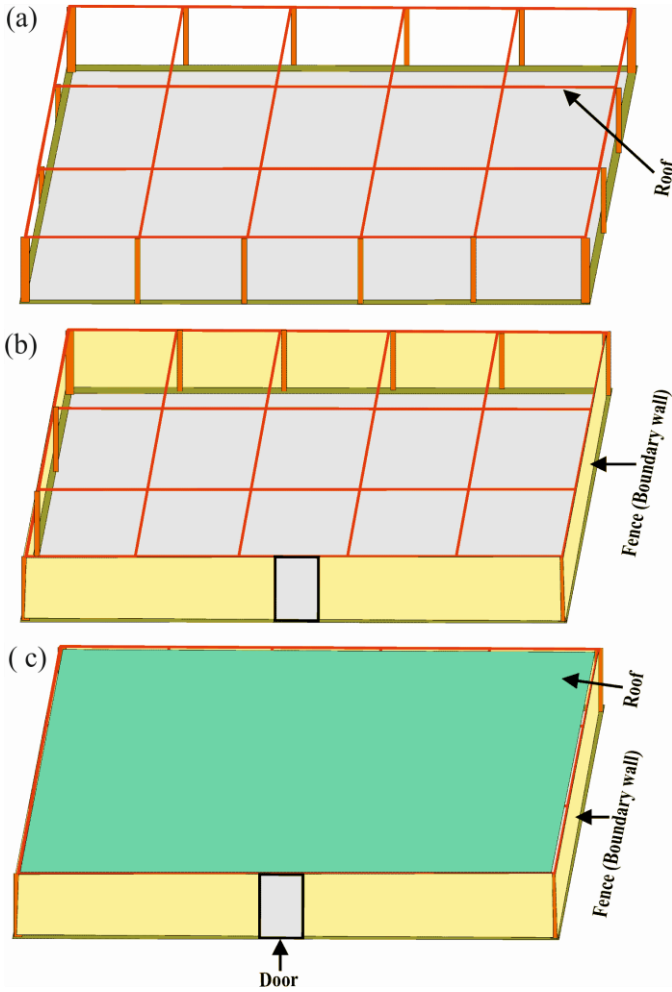 (a)
Roof
(b)
Fence (Boundary wall)
( c)
Roof
Fence (Boundary wall)
Door